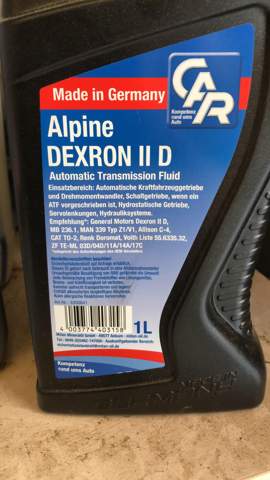 CAR
Kompetenz
rund ums
Auto
Made in Germany
Alpine
DEXRON II D
Automatic Transmission Fluid
Einsatzbereich: Automatische Kraftfahrzeuggetriebe
und Drehmomentwandler, Schaltgetriebe, wenn ein
ATF vorgeschrieben ist, Hydrostatische Getriebe,
Servolenkungen, Hydrauliksysteme.
Empfehlung*: General Motors Dexron II D,
MB 236.1, MAN 339 Typ Z1/V1, Allison C-4,
CAT TO-2, Renk Doromat, Voith Liste 55.6335.32,
ZF TE-ML 03D/04D/11A/14A/17C
4 003774 403158
1L
Kompetenz
rund ums Auto